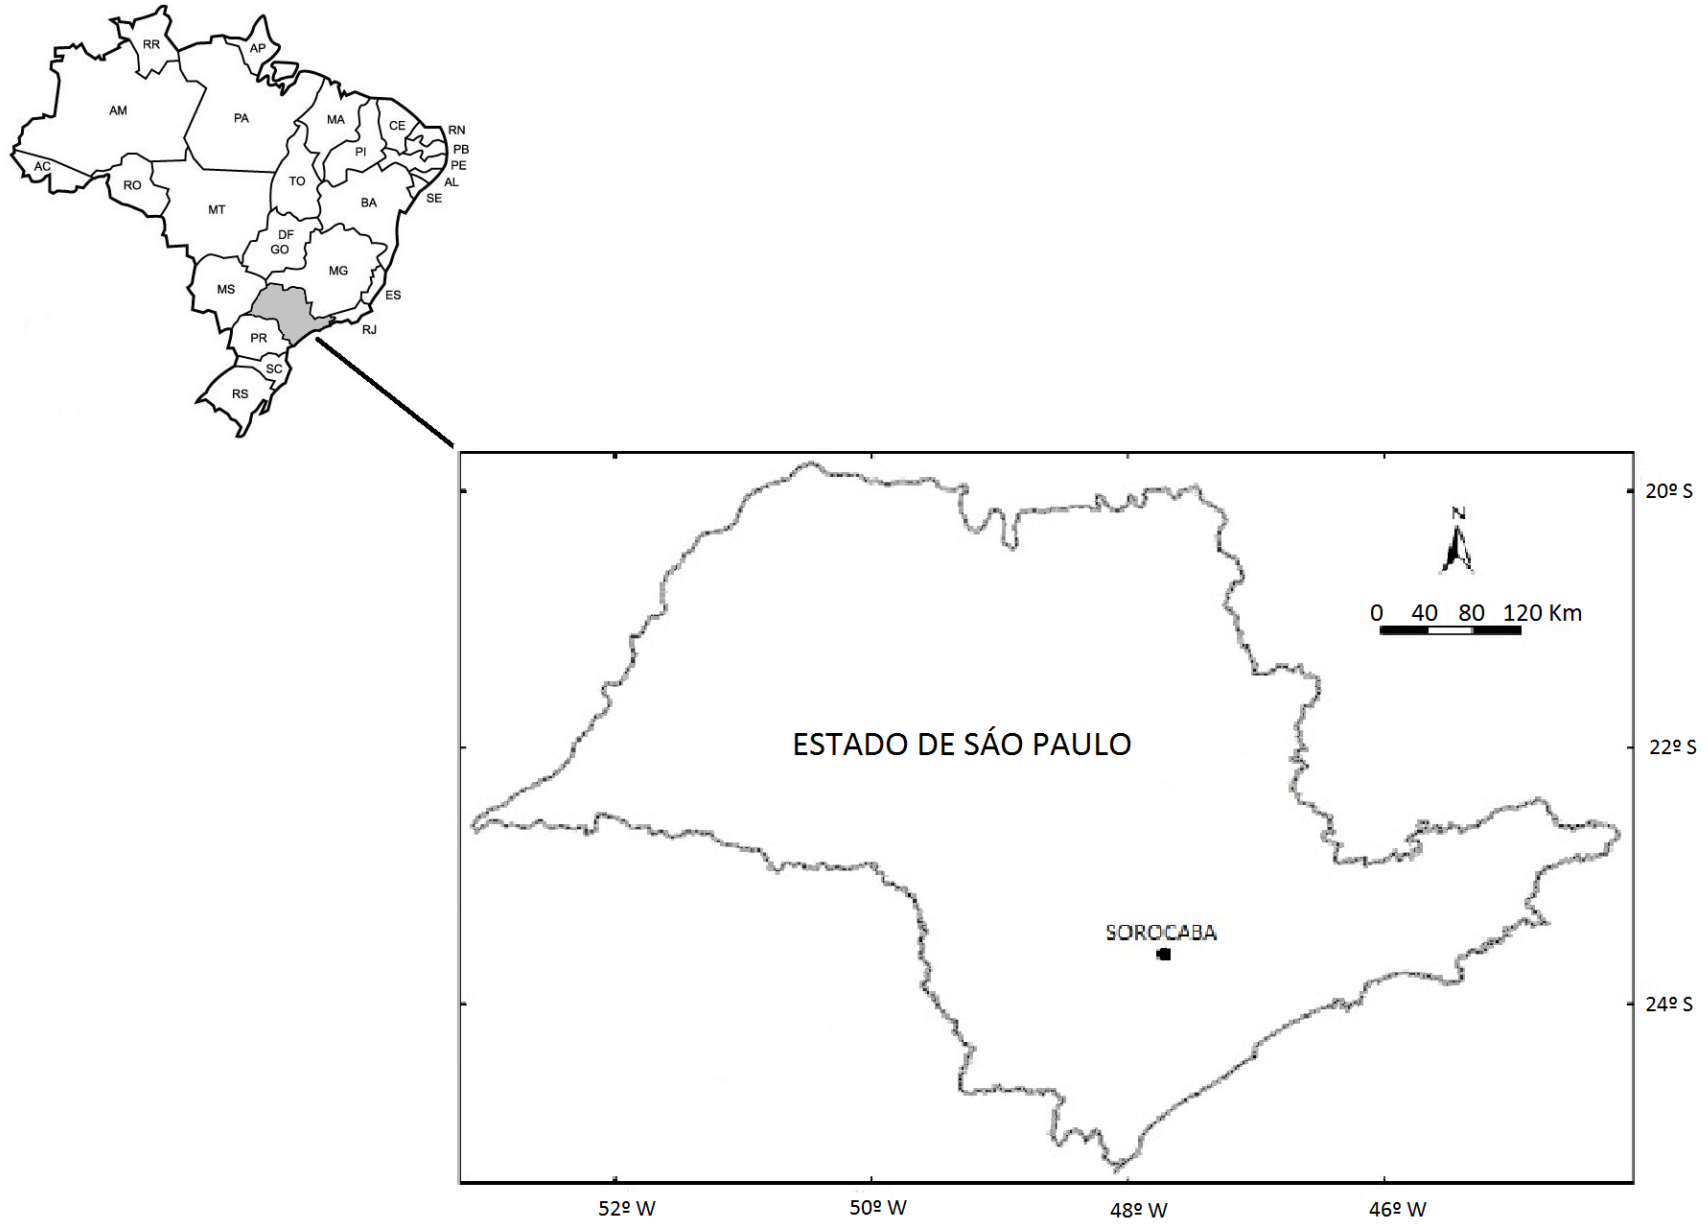 RR
AP
AM
PA
MA
CE
RN
PB
PI
PE
AC
TO
AL
RO
SE
MT
BA
DF
GO
MG
MS
ES
RJ
PR
SC
RS
20º S
N
0 40 80 120 Km
ESTADO DE SÁO PAULO
22º S
SOROCABA
24º S
52º W 50º W 48º W 46º W